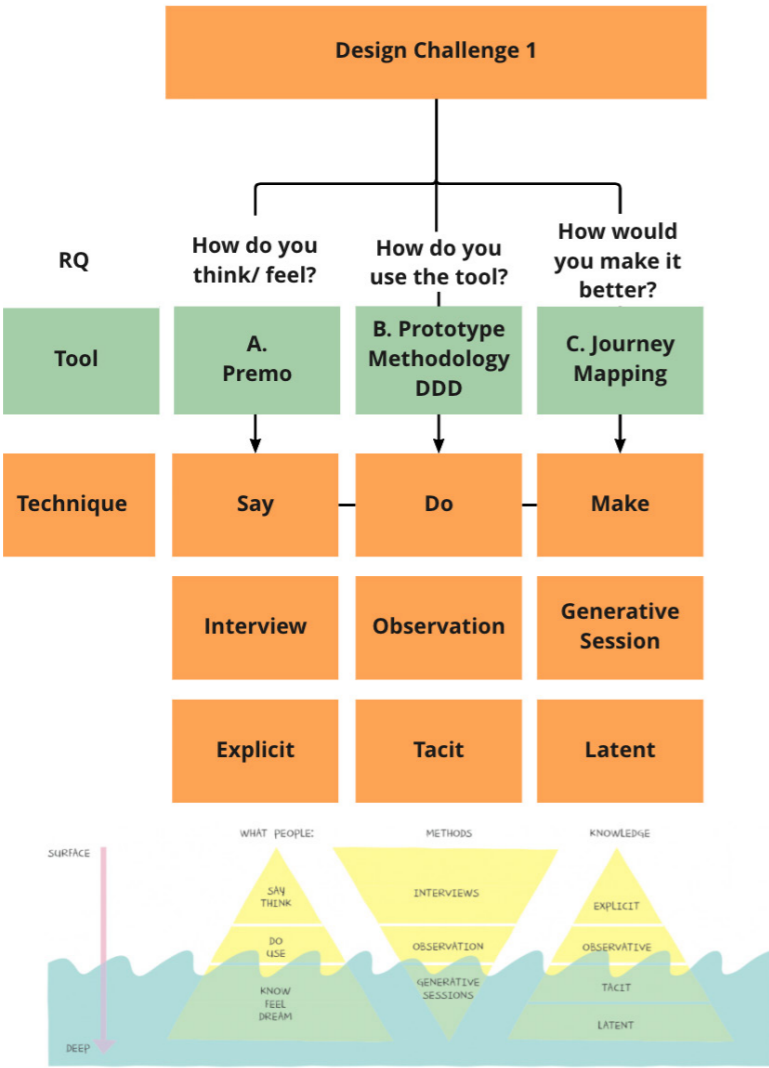 Design Challenge 1
RQ
How do you
think/ feel?
How do you
use the tool?
How would
you make it
better?
Tool
A.
Premo
B. Prototype
Methodology
DDD
C. Journey
Mapping
Technique
Say
Do
Make
Interview
Observation
Generative
Session
Explicit
Tacit
Latent
WHAT PEOPLE:
METHODS
KNOWLEDGE
SURFACE
SAY
THINK
INTERVIEWS
EXPLICIT
DO
USE
OBSERVATION
OBSERVATIVE
KNOW
FEEL
DREAM
GENERATIVE
SESSIONS
TACIT
LATENT
DEEP